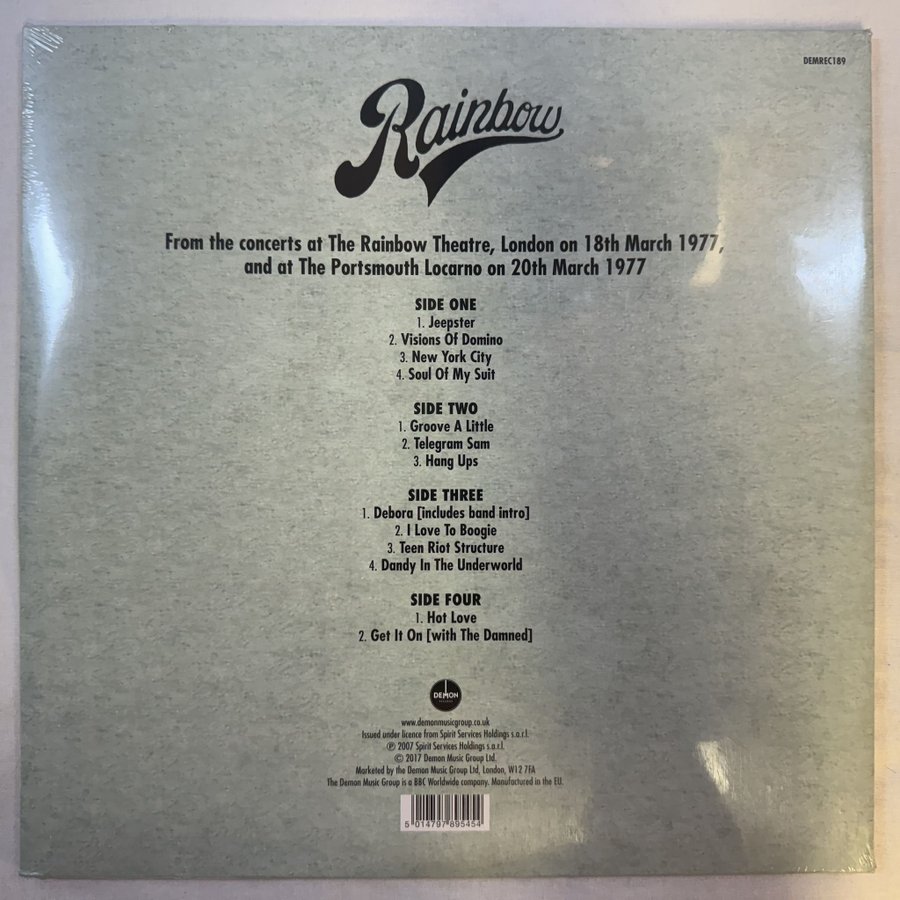 DEMREC189
Rainbow
From the concerts at The Rainbow Theatre, London on 18th March 1977,
and at The Portsmouth Locarno on 20th March 1977
SIDE ONE
1. Jeepster
2. Visions Of Domino
3. New York City
4. Soul Of My Suit
SIDE TWO
1. Groove A Little
2. Telegram Sam
3. Hang Ups
SIDE THREE
1. Debora [includes band intro]
2. I Love To Boogie
3. Teen Riot Structure
4. Dandy In The Underworld
SIDE FOUR
1. Hot Love
2. Get It On [with The Damned]
DEMON
www.demonmusicgroup.co.uk
Issued under licence from Spirit Services Holdings s.a.r.l.
℗ 2007 Spirit Services Holdings s.a.r.l.
© 2017 Demon Music Group Ltd.
Marketed by the Demon Music Group Ltd, London, W12 7FA
The Demon Music Group is a BBC Worldwide company. Manufactured in the EU.
5 014797 895454